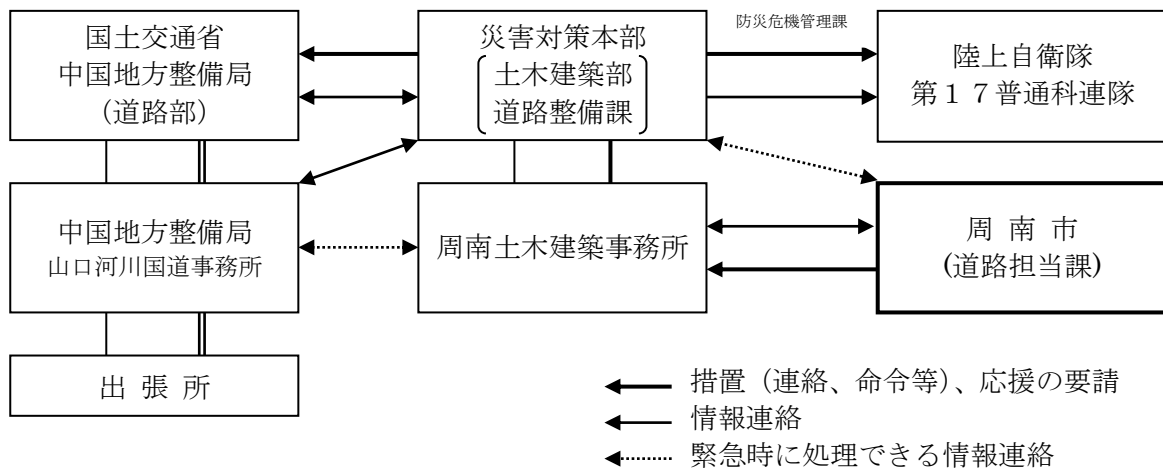 国土交通省
中国地方整備局
(道路部)
災害対策本部
土木建築部
道路整備課
防災危機管理課
陸上自衛隊
第１７普通科連隊
中国地方整備局
山口河川国道事務所
周南土木建築事務所
周 南 市
(道路担当課)
出 張 所
措置（連絡、命令等）、応援の要請
情報連絡
緊急時に処理できる情報連絡